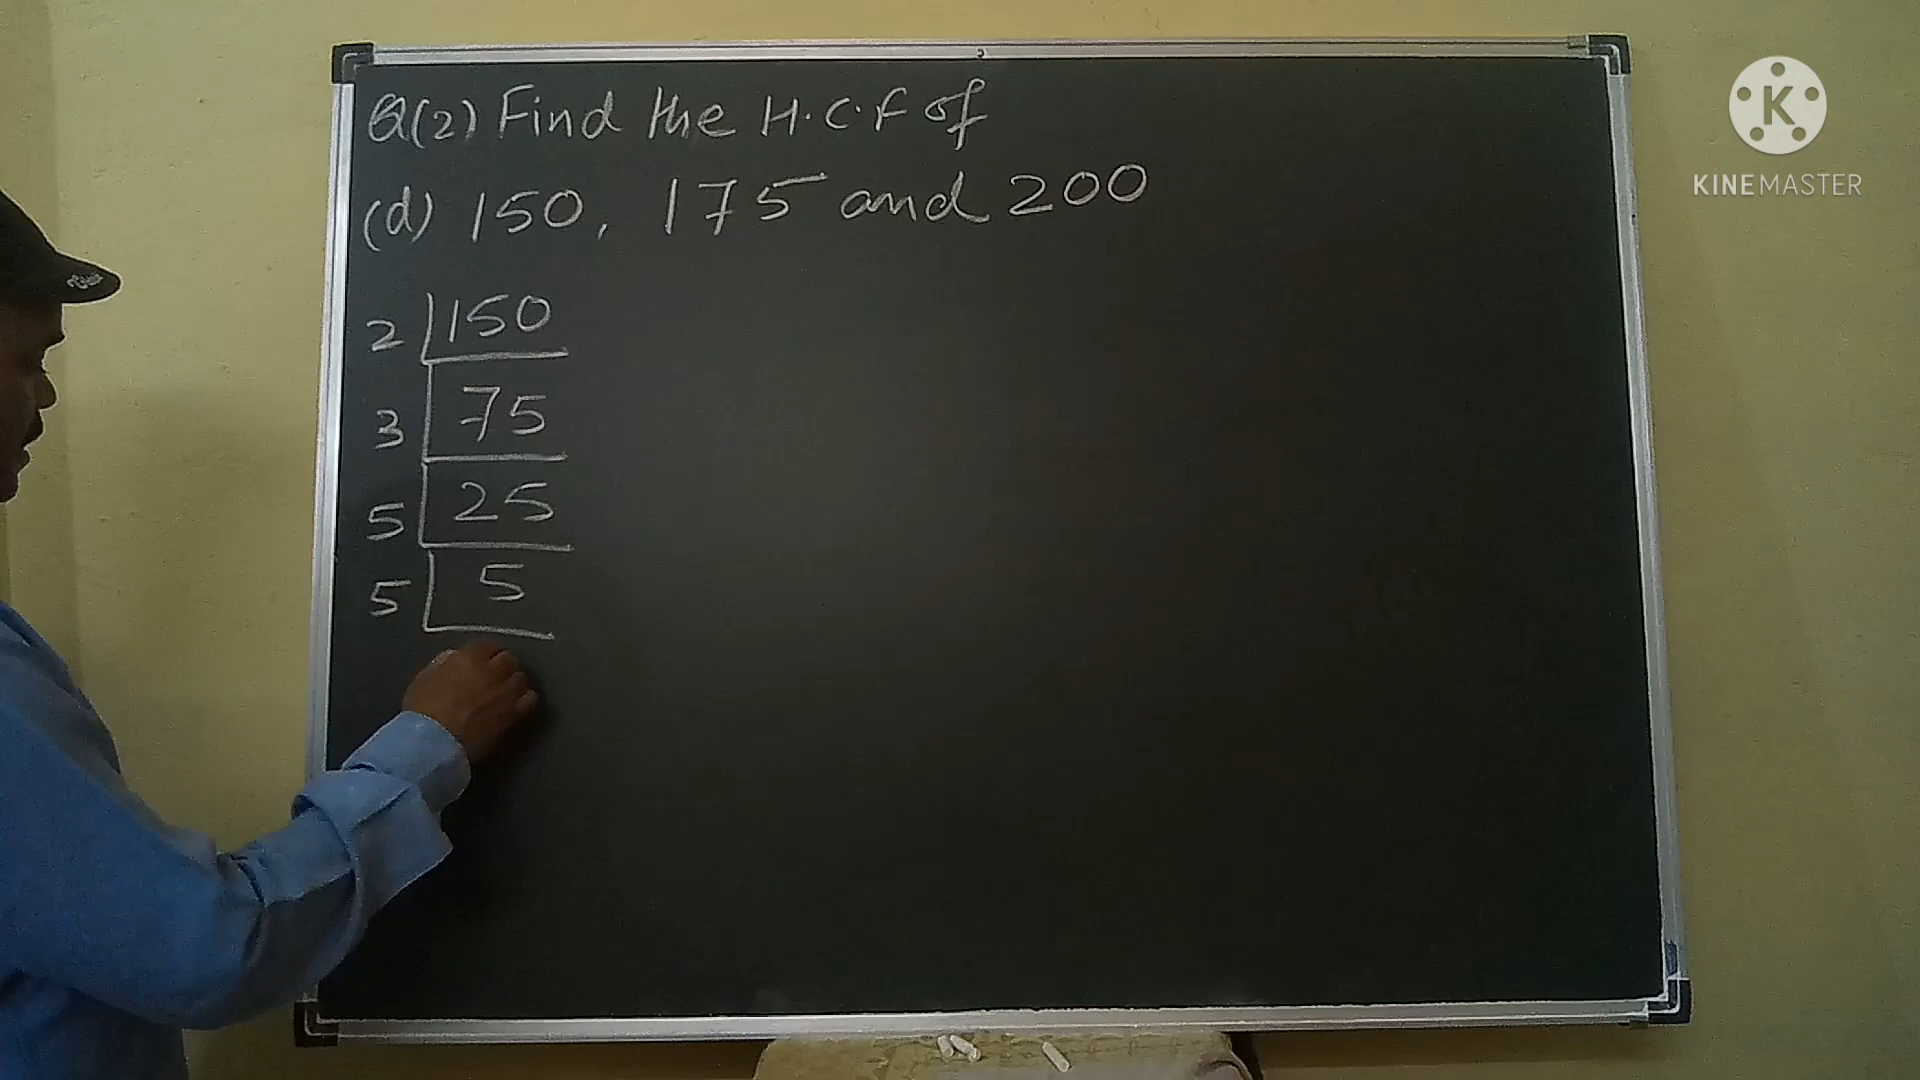 Q(2) Find the H.C.F of
(d) 150, 175 and 200
2 150
3 75
5 25
5 5
K
KINEMASTER